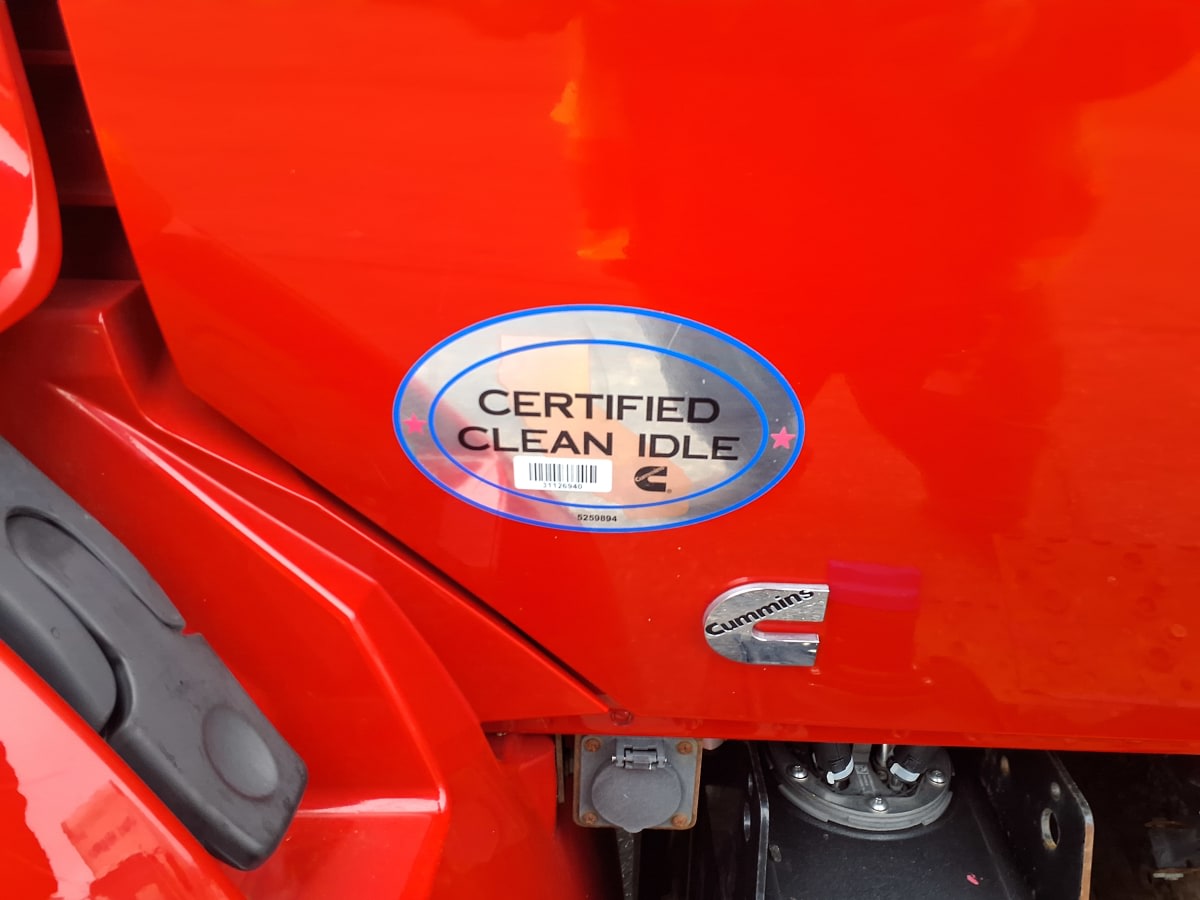 CERTIFIED
CLEAN IDLE
31126940
5259894
Cummins